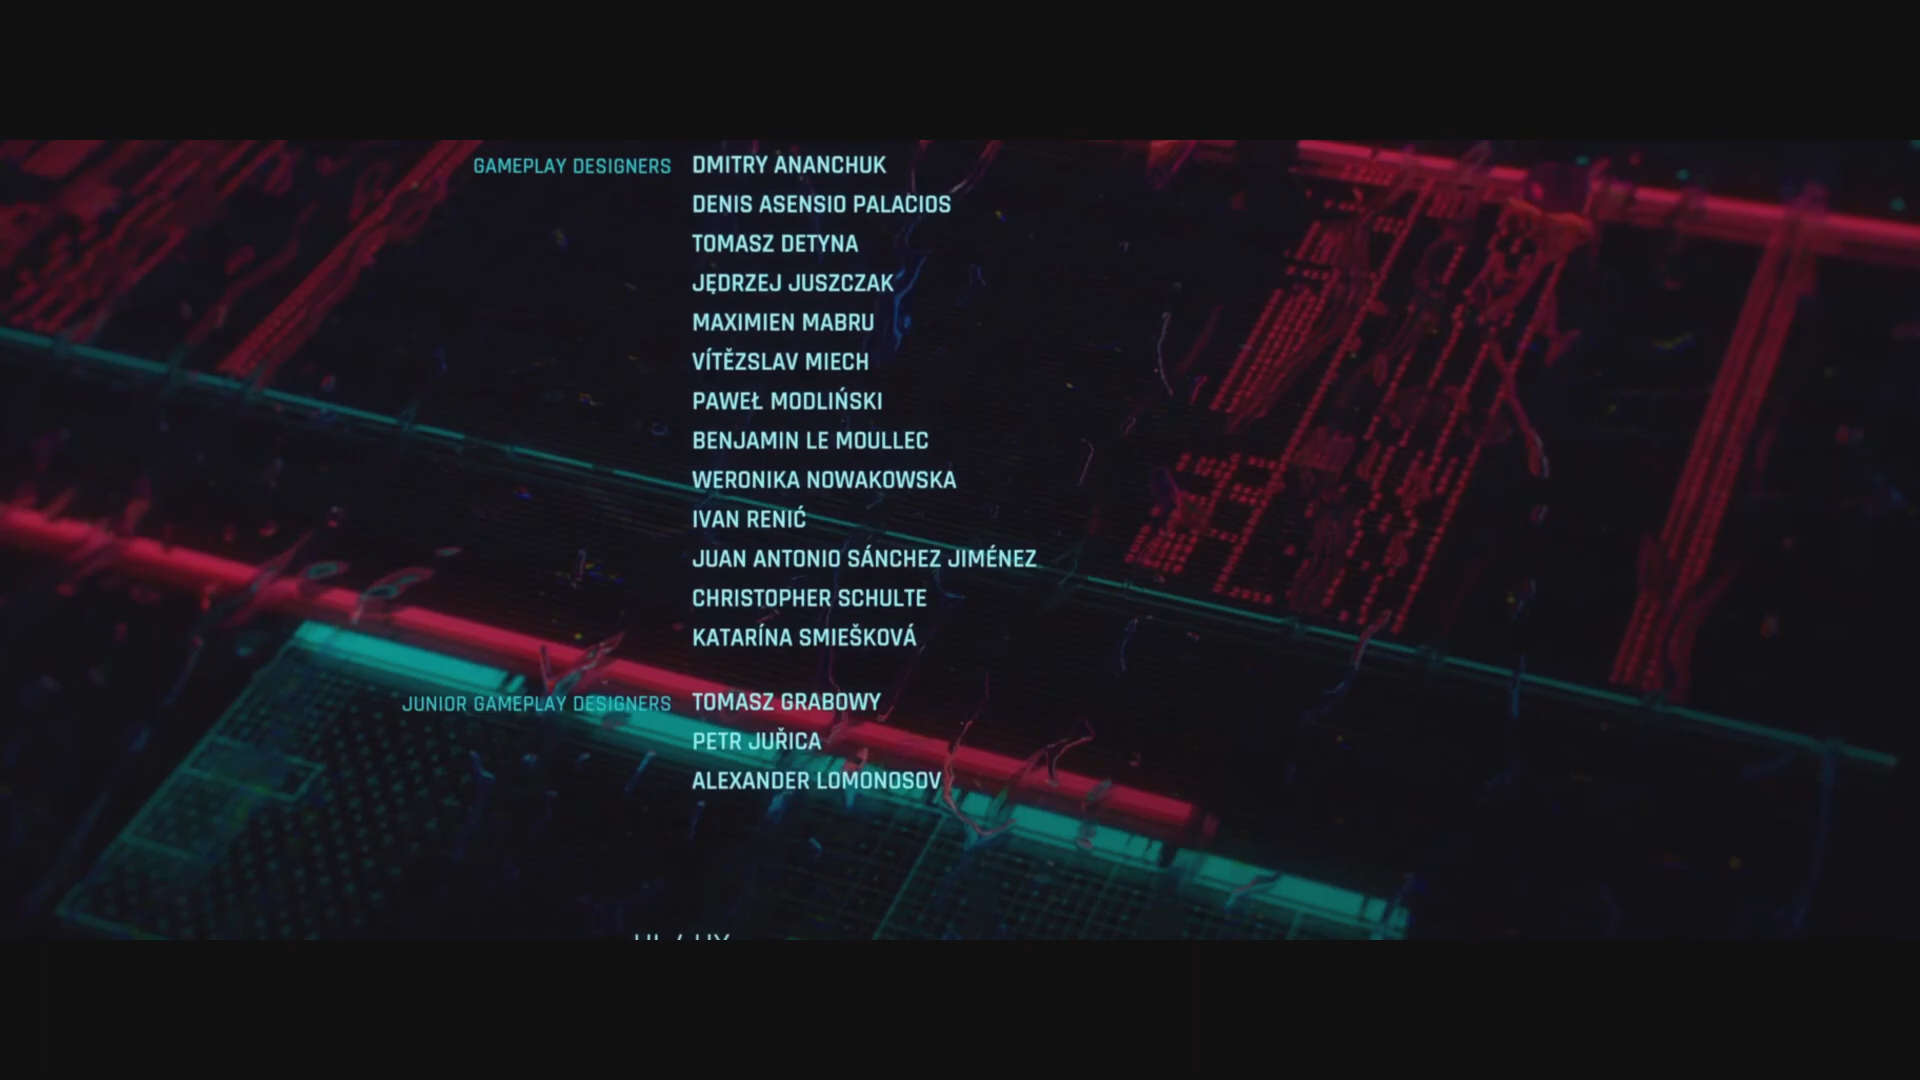 GAMEPLAY DESIGNERS DMITRY ANANCHUK
DENIS ASENSIO PALACIOS
TOMASZ DETYNA
JĘDRZEJ JUSZCZAK
MAXIMIEN MABRU
VÍTĚZSLAV MIECH
PAWEŁ MODLIŃSKI
BENJAMIN LE MOULLEC
WERONIKA NOWAKOWSKA
IVAN RENIĆ
JUAN ANTONIO SÁNCHEZ JIMÉNEZ
CHRISTOPHER SCHULTE
KATARÍNA SMIEŠKOVÁ
JUNIOR GAMEPLAY DESIGNERS TOMASZ GRABOWY
PETR JUŘICA
ALEXANDER LOMONOSOV